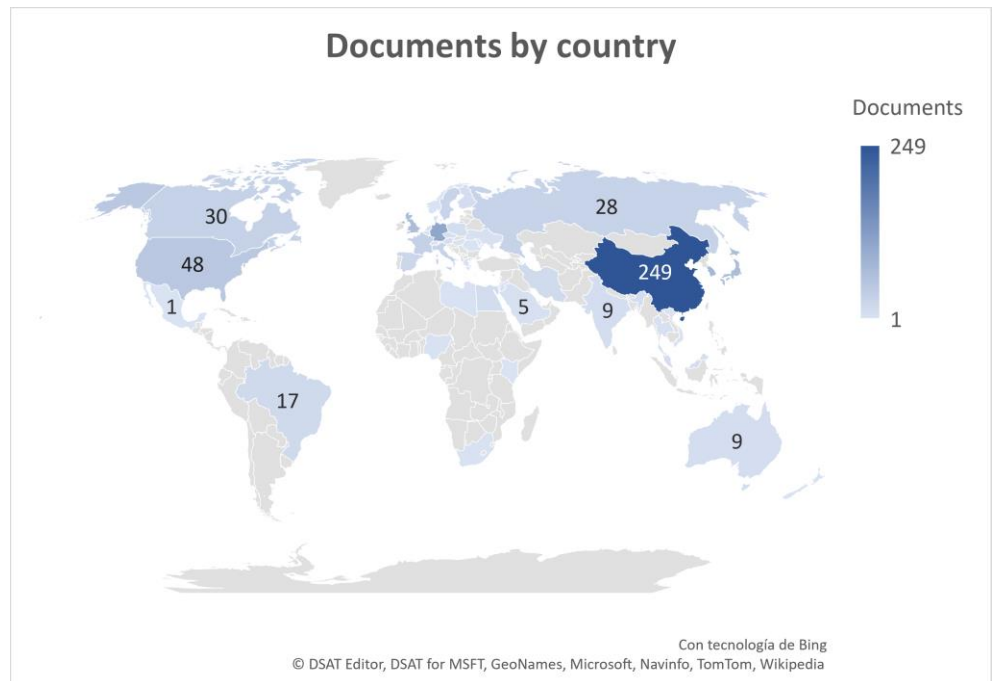 Documents by country
Documents
249
1
30
48
1
17
28
249
5
9
9
Con tecnología de Bing
© DSAT Editor, DSAT for MSFT, GeoNames, Microsoft, Navinfo, TomTom, Wikipedia